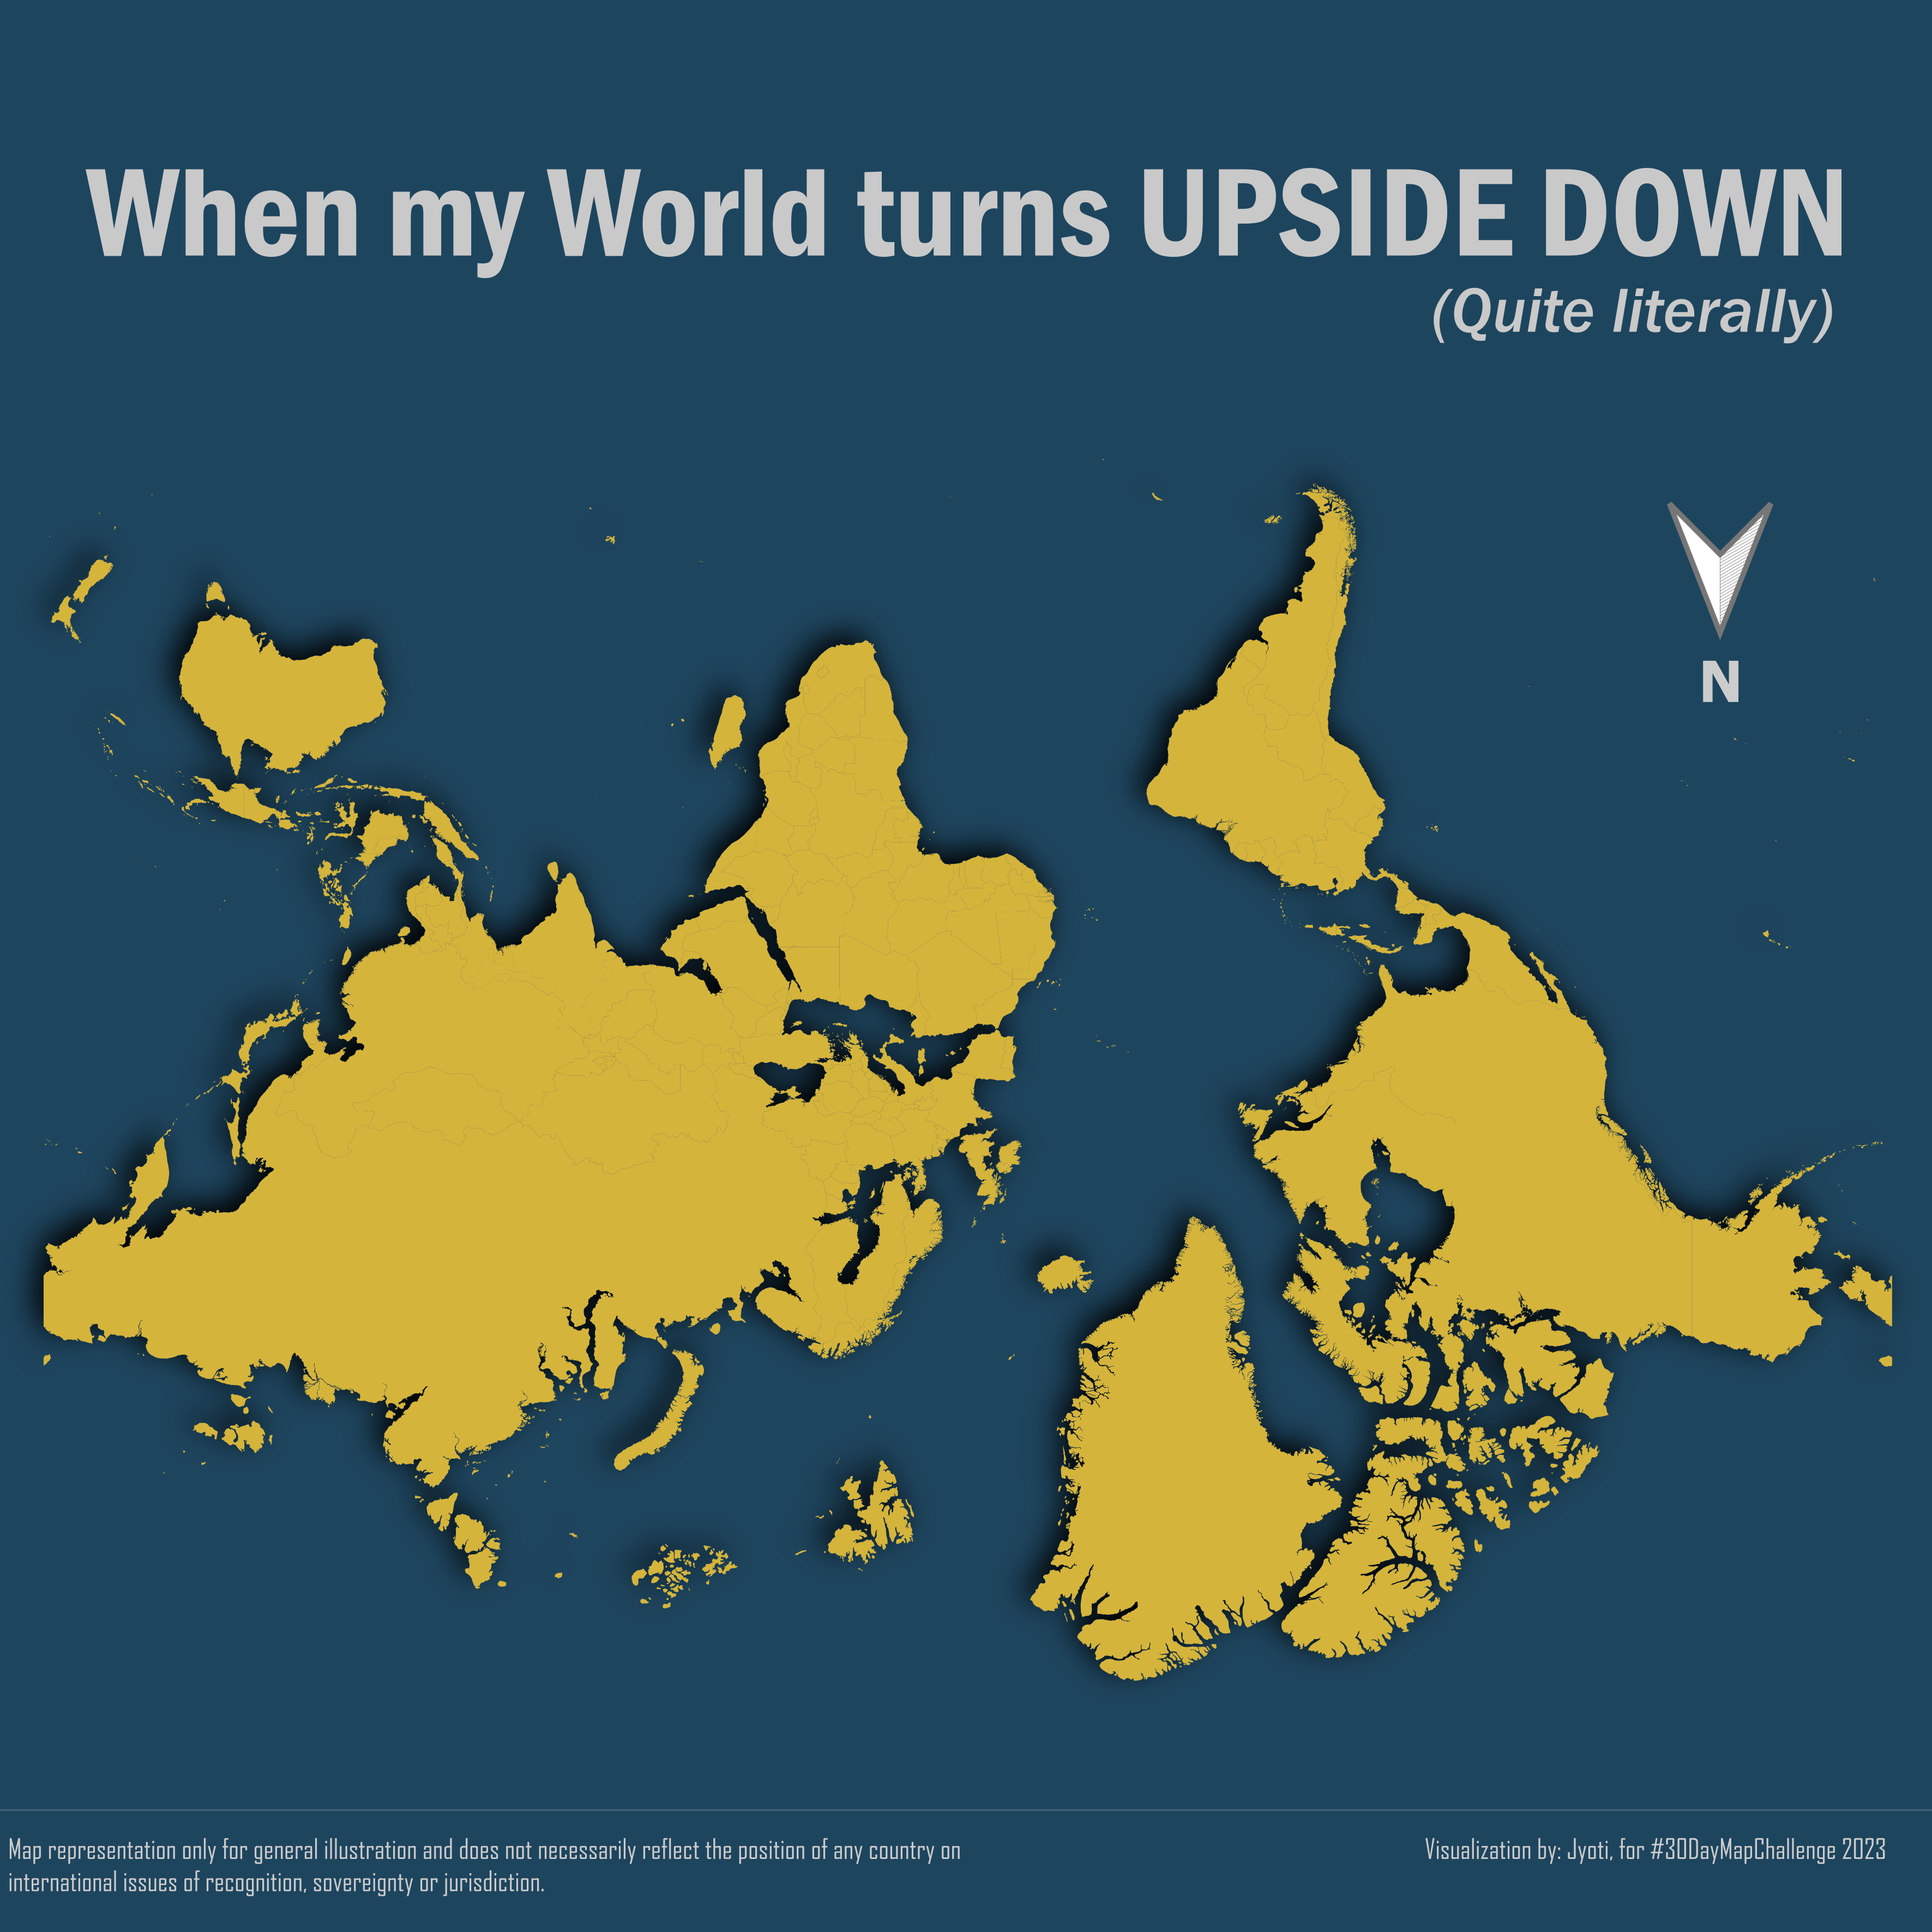 When my World turns UPSIDE DOWN
(Quite literally)
N
Map representation only for general illustration and does not necessarily reflect the position of any country on
international issues of recognition, sovereignty or jurisdiction.
Visualization by: Jyoti, for #30DayMapChallenge 2023